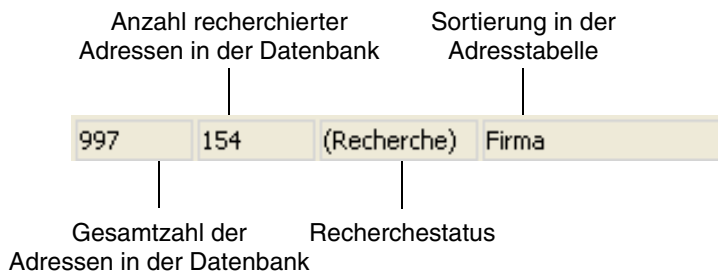 Anzahl recherchierter
Adressen in der Datenbank
Sortierung in der
Adresstabelle
997 154 (Recherche) Firma
Gesamtzahl der
Adressen in der Datenbank
Recherchestatus